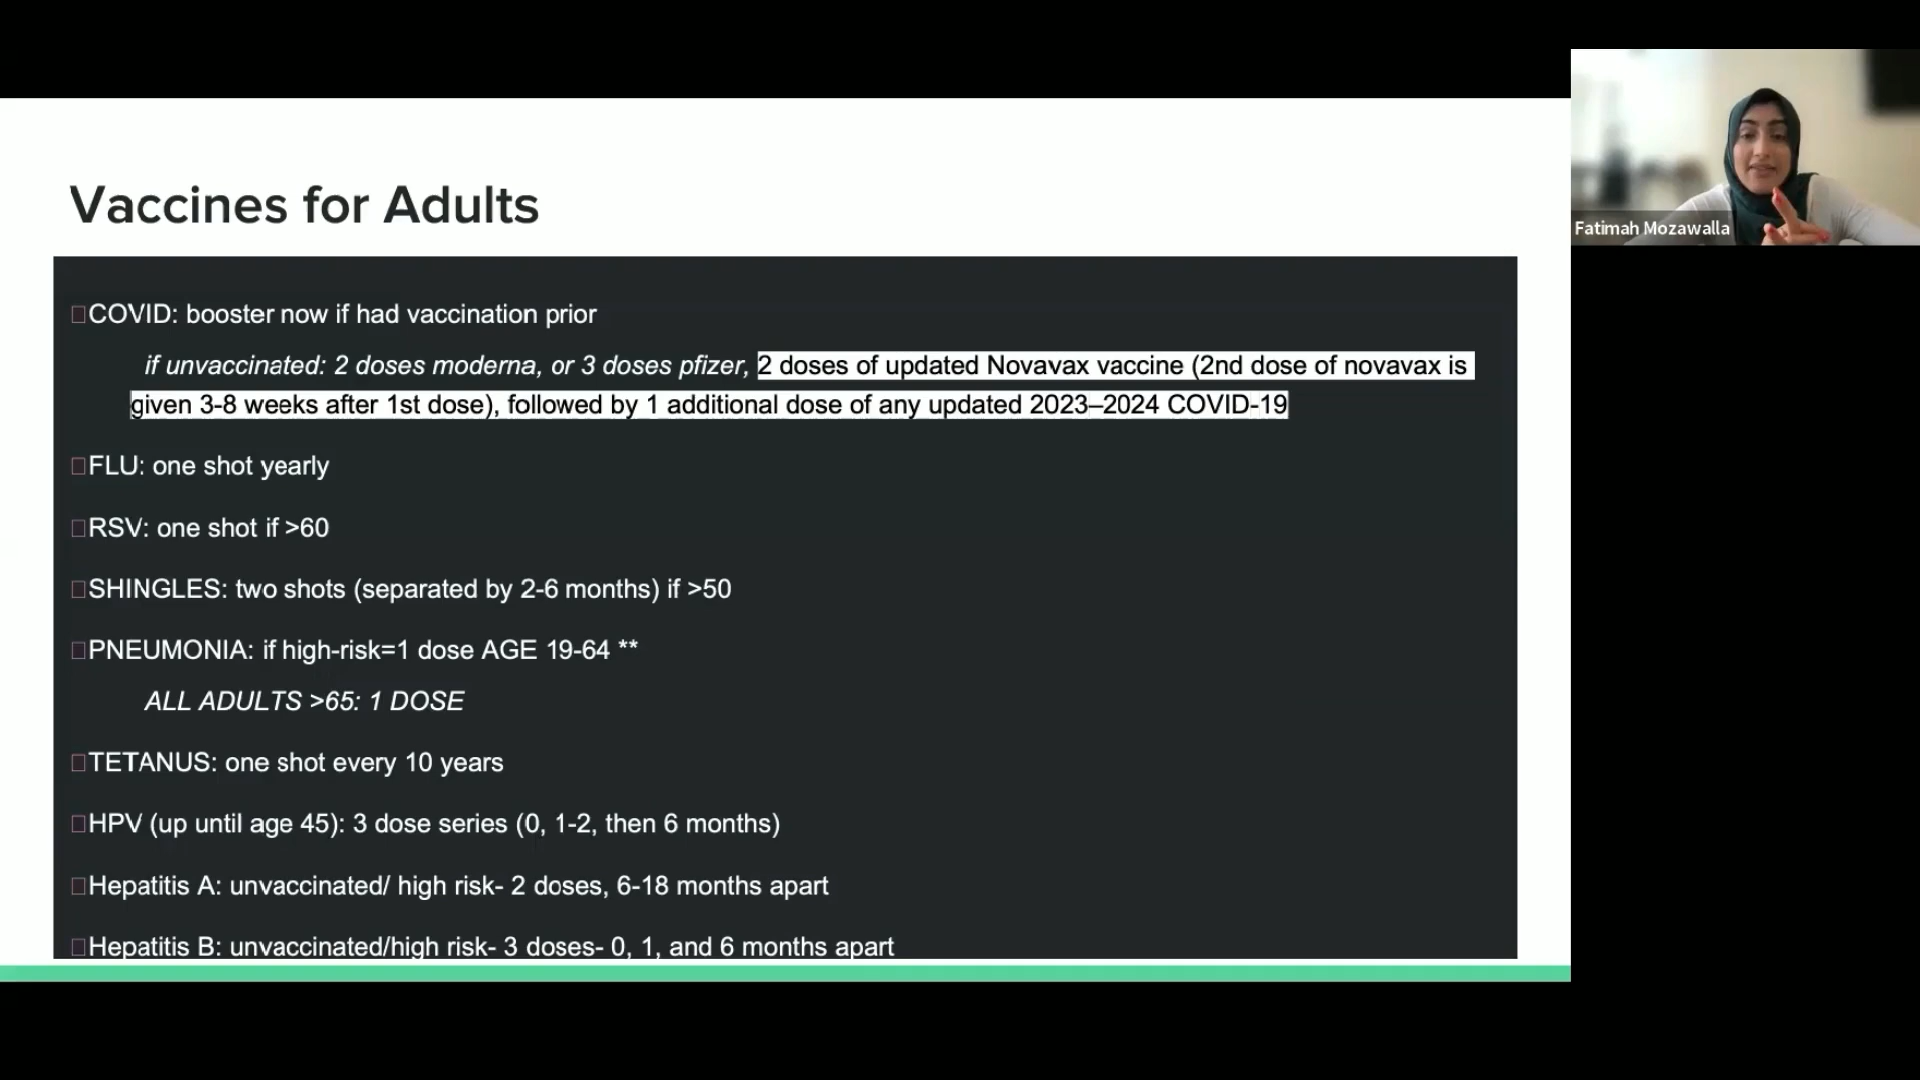 Vaccines for Adults
COVID: booster now if had vaccination prior
if unvaccinated: 2 doses moderna, or 3 doses pfizer, 2 doses of updated Novavax vaccine (2nd dose of novavax is
given 3-8 weeks after 1st dose), followed by 1 additional dose of any updated 2023–2024 COVID-19
FLU: one shot yearly
RSV: one shot if >60
SHINGLES: two shots (separated by 2-6 months) if >50
PNEUMONIA: if high-risk=1 dose AGE 19-64 **
ALL ADULTS >65: 1 DOSE
TETANUS: one shot every 10 years
HPV (up until age 45): 3 dose series (0, 1-2, then 6 months)
Hepatitis A: unvaccinated/ high risk- 2 doses, 6-18 months apart
Hepatitis B: unvaccinated/high risk- 3 doses- 0, 1, and 6 months apart
Fatimah Mozawalla